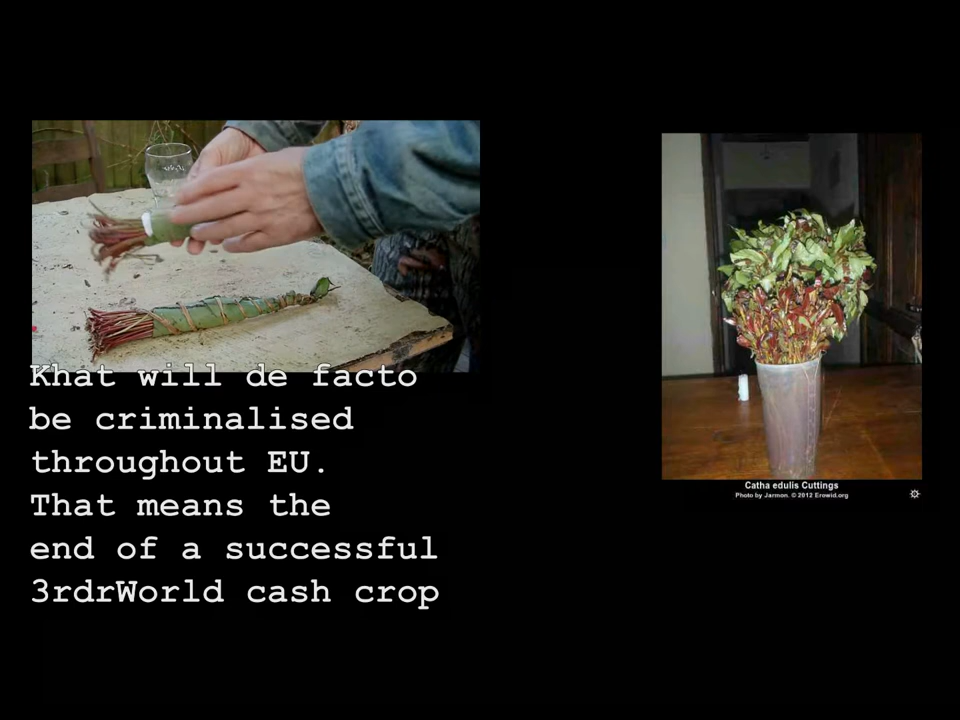 Khat will de facto
be criminalised
throughout EU.
That means the
end of a successful
3rdrWorld cash crop
Catha edulis Cuttings
Photo by Jarmon. © 2012 Erowid.org